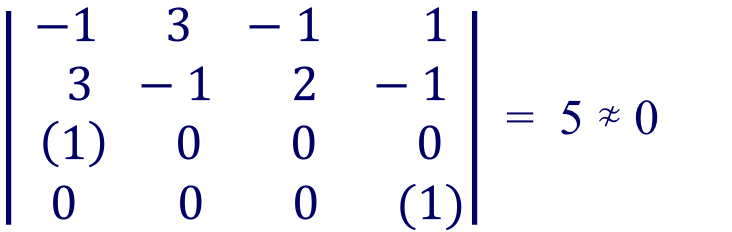 −1 3 − 1 1
3 − 1 2 − 1
(1) 0 0 0
0 0 0 (1)
= 5 ≉ 0